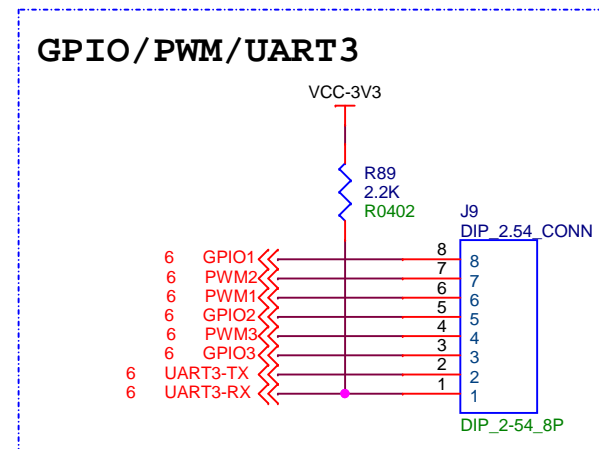 GPIO/PWM/UART3
VCC-3V3
R89
2.2K
R0402
J9
DIP_2.54_CONN
6 GPIO1 8 8
6 PWM2 7 7
6 PWM1 6 6
6 GPIO2 5 5
6 PWM3 4 4
6 GPIO3 3 3
6 UART3-TX 2 2
6 UART3-RX 1 1
DIP_2-54_8P